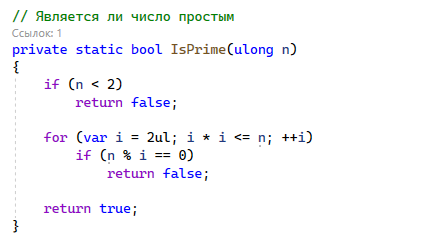 // Является ли число простым
Ссылок: 1
private static bool IsPrime(ulong n)
{
    if (n < 2)
        return false;

    for (var i = 2ul; i * i <= n; ++i)
        if (n % i == 0)
            return false;

    return true;
}